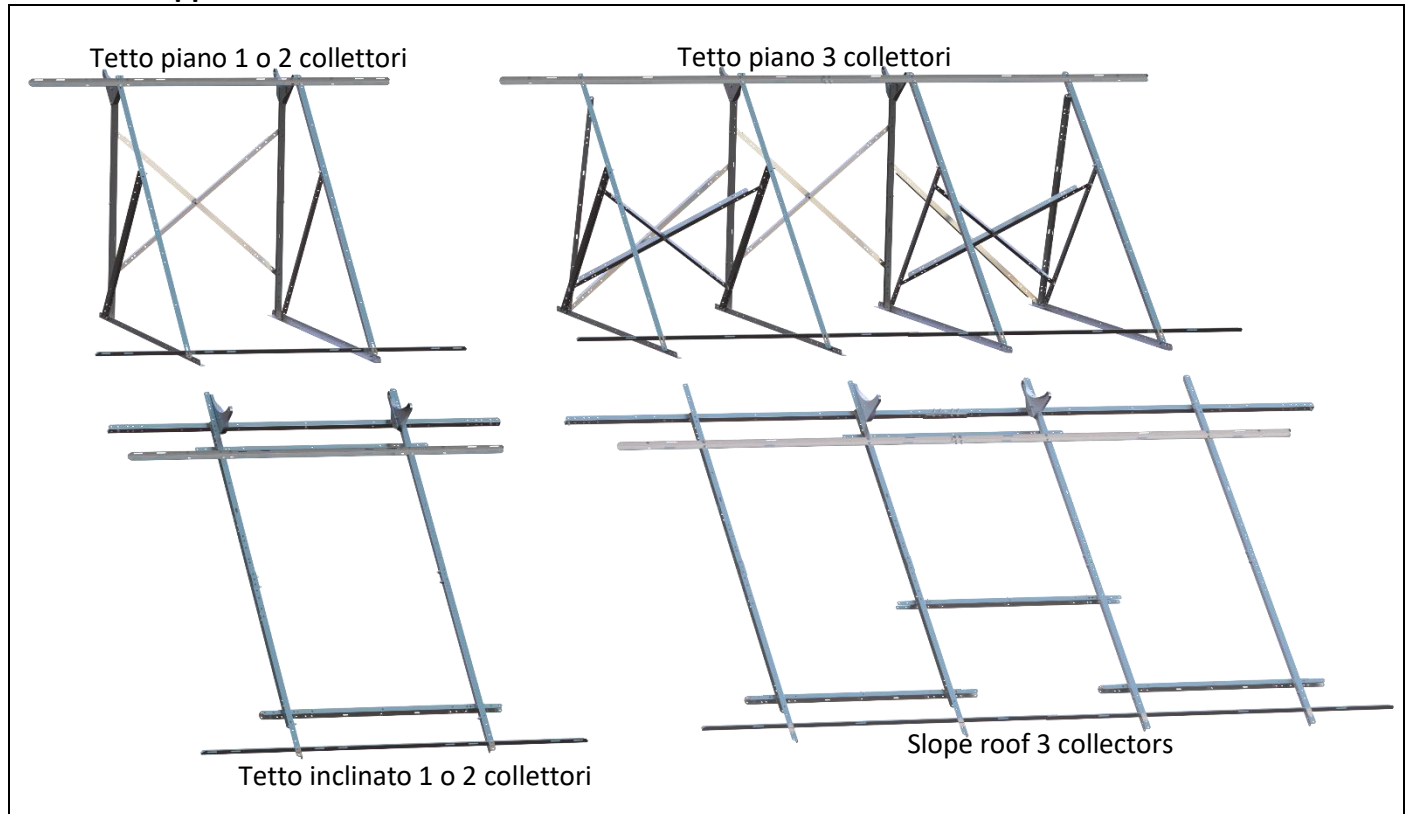 Tetto piano 1 o 2 collettori
Tetto piano 3 collettori
Slope roof 3 collectors
Tetto inclinato 1 o 2 collettori